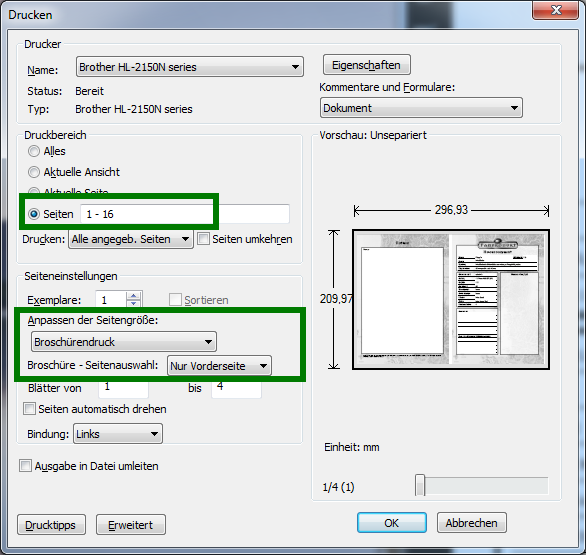 Drucken
Drucker
Name: Brother HL-2150N series
Eigenschaften
Status: Bereit
Kommentare und Formulare:
Typ: Brother HL-2150N series
Dokument
Druckbereich
Vorschau: Unsepariert
Alles
Aktuelle Ansicht
Aktuelle Seite
Seiten 1 - 16
296,93
Drucken: Alle angegeb. Seiten Seiten umkehren
209,97
Seiteneinstellungen
Exemplare: 1 Sortieren
Anpassen der Seitengröße:
Broschürendruck
Broschüre - Seitenauswahl: Nur Vorderseite
Blätter von 1 bis 4
Seiten automatisch drehen
Bindung: Links
Einheit: mm
Ausgabe in Datei umleiten
1/4 (1)
Drucktipps Erweitert OK Abbrechen